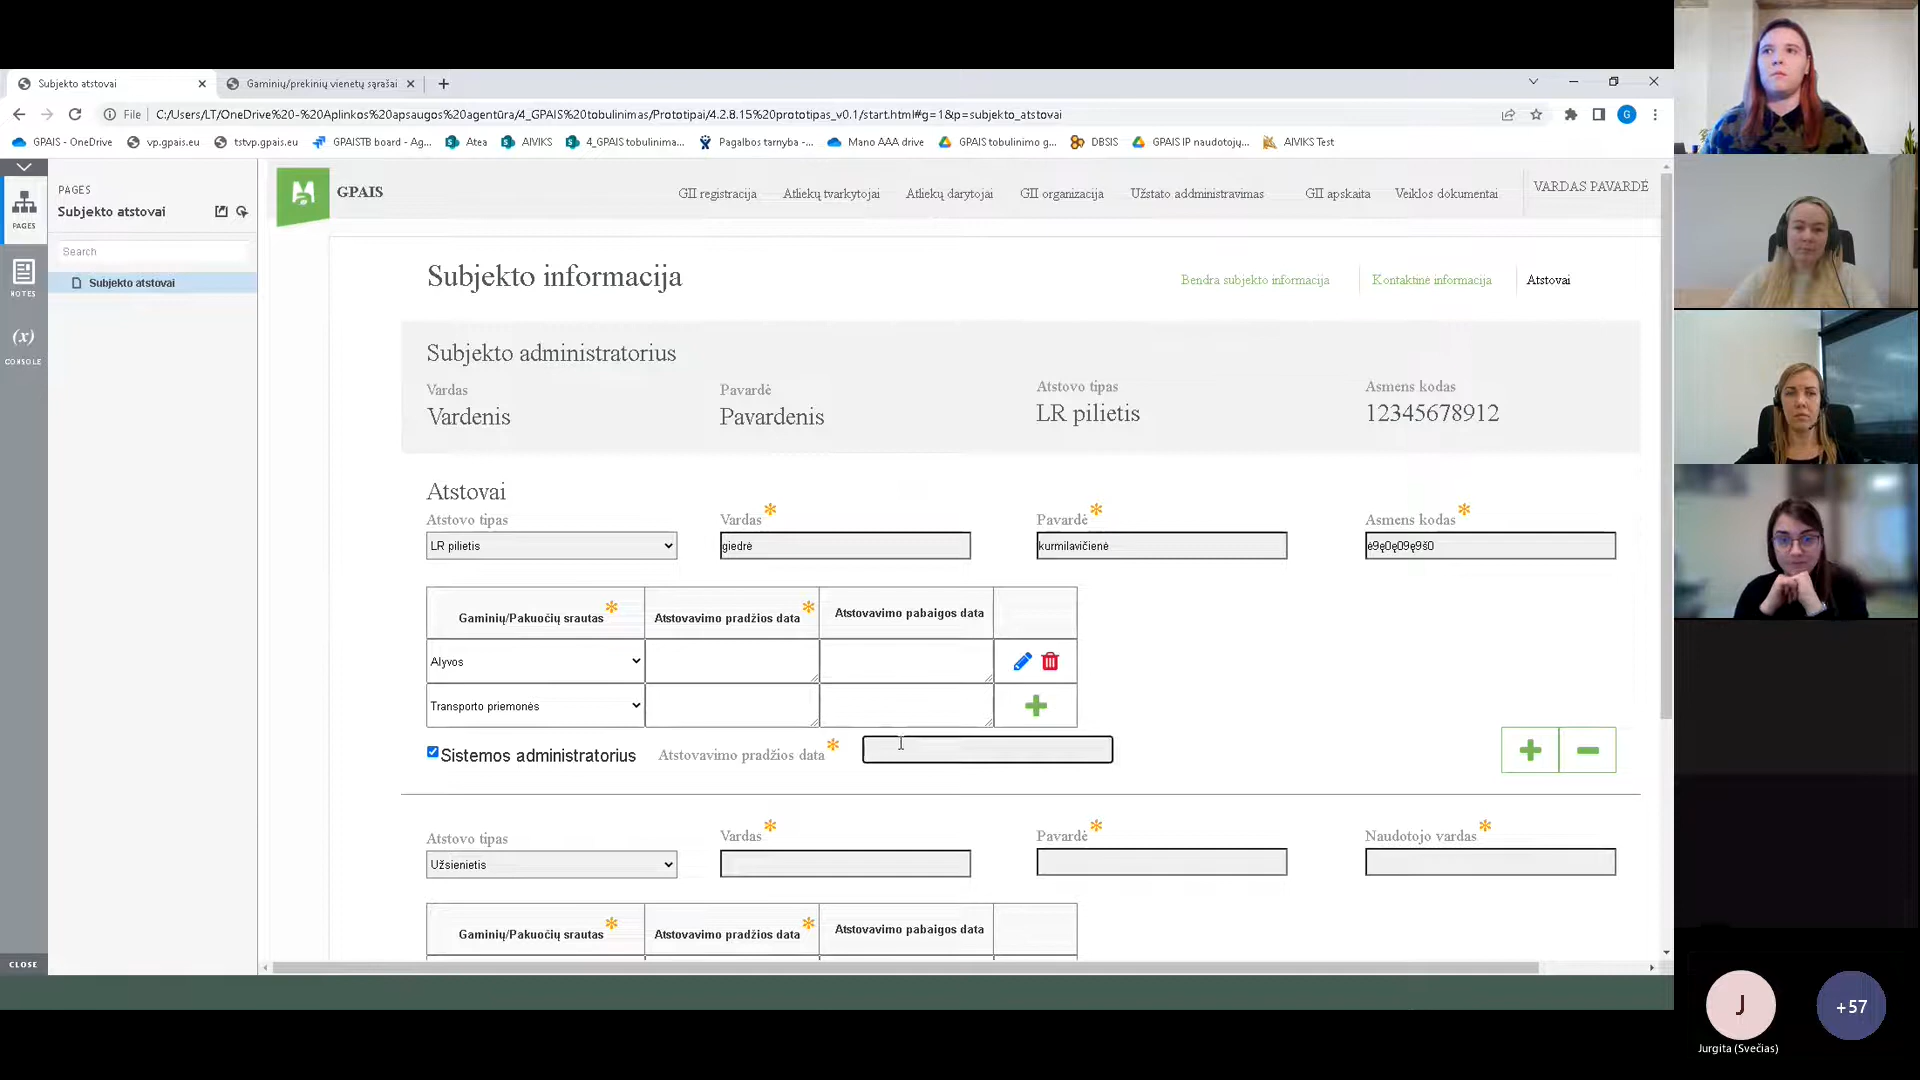 Subjekto atstovai
Gaminių/prekinių vienetų sąrašai
File
C:/Users/LT/OneDrive%20-%20Aplinkos%20apsaugos%20agentūra/4_GPAIS%20tobulinimas/Prototipai/4.2.8.15%20prototipas_v0.1/start.html#g=1&p=subjekto_atstovai
G
GPAIS - OneDrive
vp.gpais.eu
tstvp.gpais.eu
GPAISTB board - Ag...
Atea
AIVIKS
4_GPAIS tobulinima...
Pagalbos tarnyba -...
Mano AAA drive
GPAIS tobulinimo g...
DBSIS
GPAIS IP naudotojų...
AIVIKS Test
PAGES
NOTES
(x)
CONSOLE
CLOSE
PAGES
Subjekto atstovai
Search
Subjekto atstovai
GPAIS
GII registracija
Atliekų tvarkytojai
Atliekų darytojai
GII organizacija
Užstato addministravimas
GII apskaita
Veiklos dokumentai
VARDAS PAVARDĖ
Subjekto informacija
Bendra subjekto informacija
Kontaktinė informacija
Atstovai
Subjekto administratorius
Vardas
Pavardė
Atstovo tipas
Asmens kodas
Vardenis
Pavardenis
LR pilietis
12345678912
Atstovai
Atstovo tipas
Vardas*
Pavardė*
Asmens kodas*
LR pilietis
giedrė
kurmilavičienė
ė9ę0ę09ę9š0
Gaminių/Pakuočių srautas*
Atstovavimo pradžios data*
Atstovavimo pabaigos data
Alyvos
Transporto priemonės
Sistemos administratorius
Atstovavimo pradžios data*
Atstovo tipas
Vardas*
Pavardė*
Naudotojo vardas*
Užsienietis
Gaminių/Pakuočių srautas*
Atstovavimo pradžios data*
Atstovavimo pabaigos data
J
+57
Jurgita (Svečias)